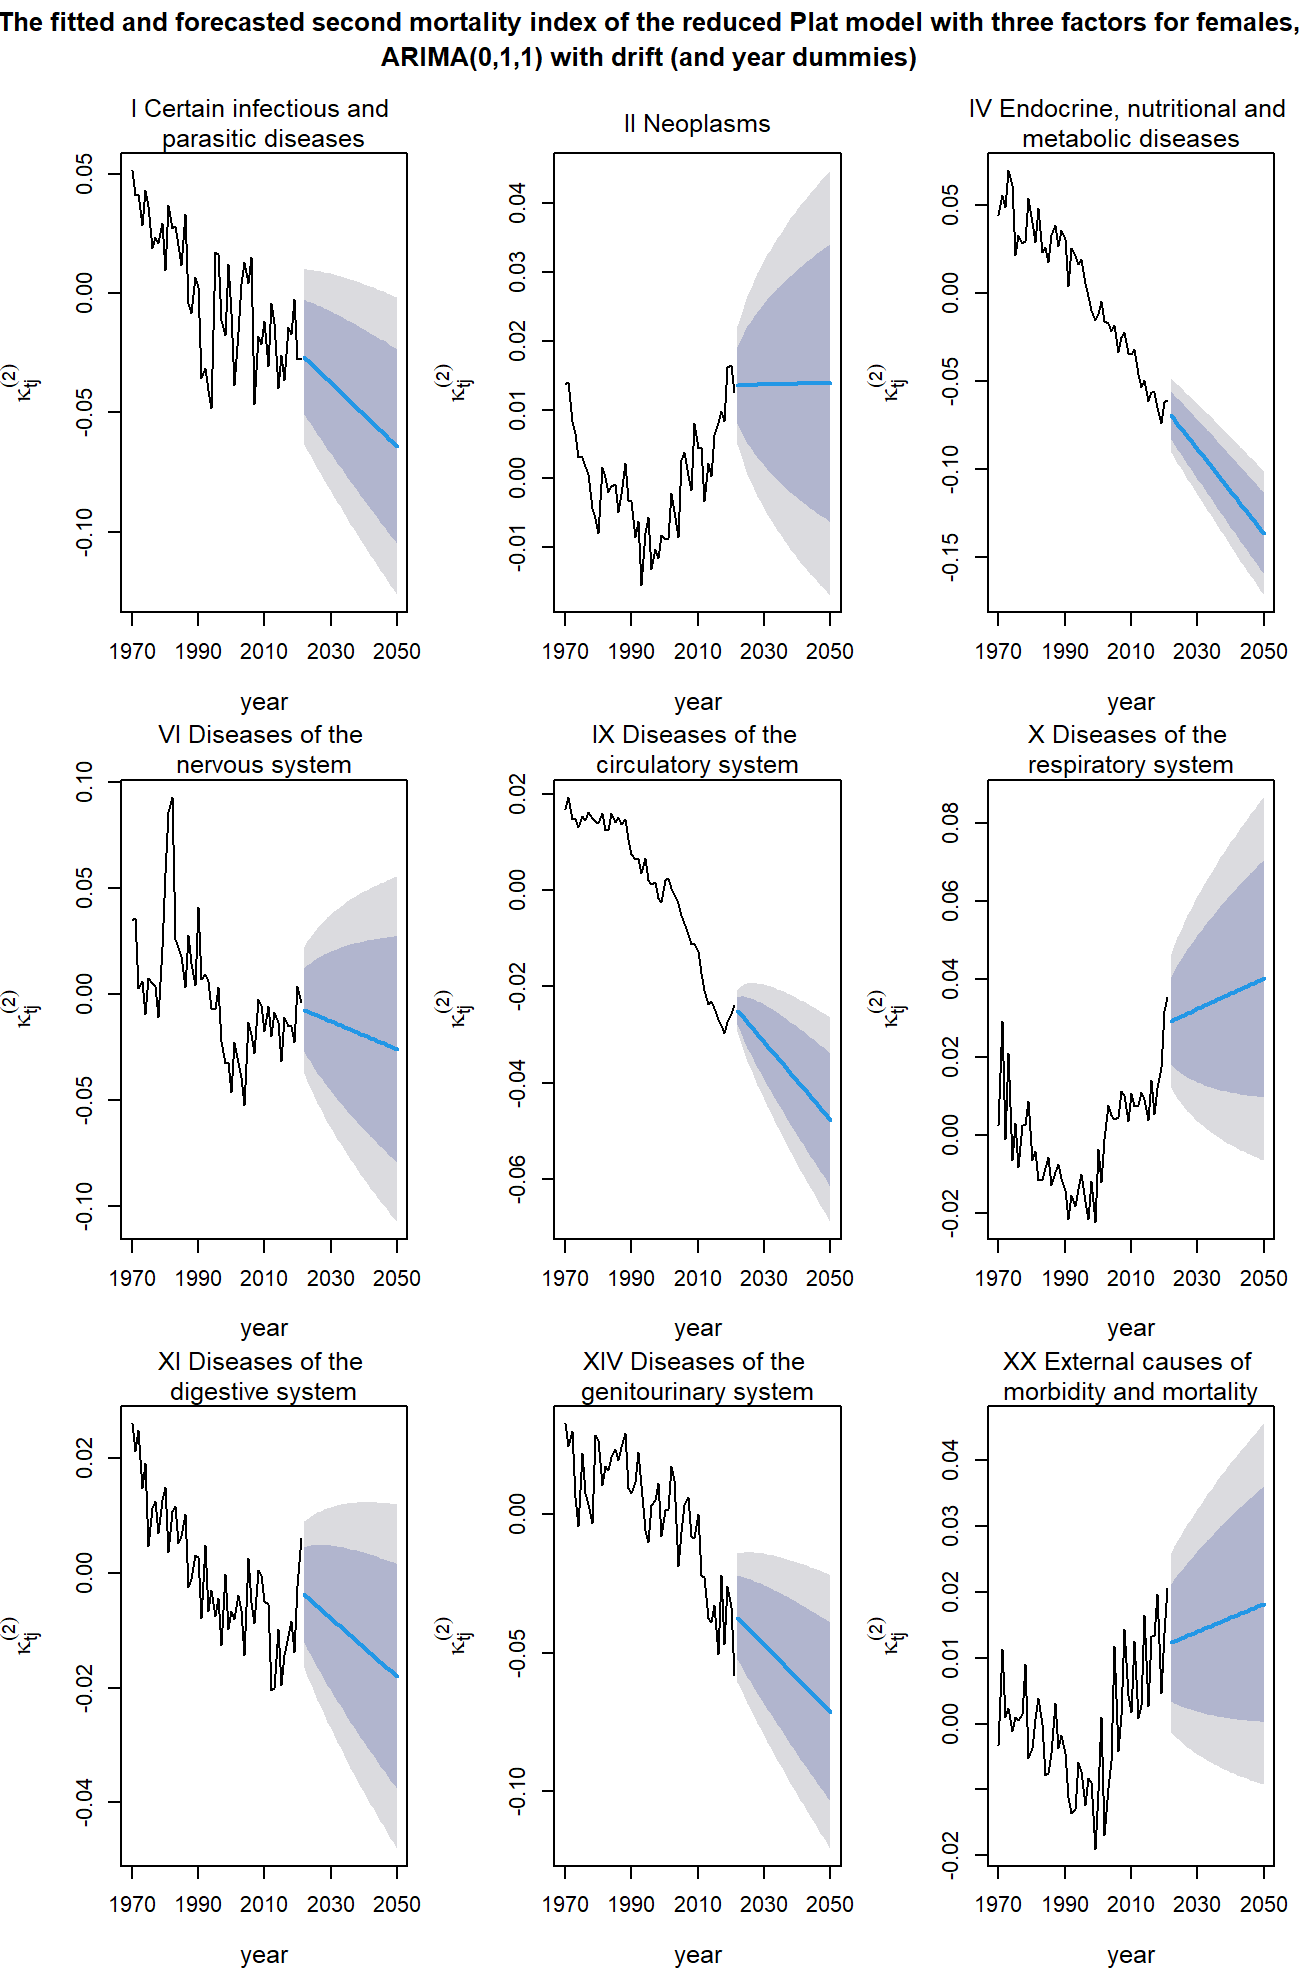 The fitted and forecasted second mortality index of the reduced Plat model with three factors for females,
ARIMA(0,1,1) with drift (and year dummies)
I Certain infectious and
parasitic diseases
κtj(2)
0.05
0.00
-0.05
-0.10
1970 1990 2010 2030 2050
year
II Neoplasms
κtj(2)
0.04
0.03
0.02
0.01
0.00
-0.01
1970 1990 2010 2030 2050
year
IV Endocrine, nutritional and
metabolic diseases
κtj(2)
0.05
0.00
-0.05
-0.10
-0.15
1970 1990 2010 2030 2050
year
VI Diseases of the
nervous system
κtj(2)
0.10
0.05
0.00
-0.05
-0.10
1970 1990 2010 2030 2050
year
IX Diseases of the
circulatory system
κtj(2)
0.02
0.00
-0.02
-0.04
-0.06
1970 1990 2010 2030 2050
year
X Diseases of the
respiratory system
κtj(2)
0.08
0.06
0.04
0.02
0.00
-0.02
1970 1990 2010 2030 2050
year
XI Diseases of the
digestive system
κtj(2)
0.02
0.00
-0.02
-0.04
1970 1990 2010 2030 2050
year
XIV Diseases of the
genitourinary system
κtj(2)
0.00
-0.05
-0.10
1970 1990 2010 2030 2050
year
XX External causes of
morbidity and mortality
κtj(2)
0.04
0.03
0.02
0.01
0.00
-0.02
1970 1990 2010 2030 2050
year